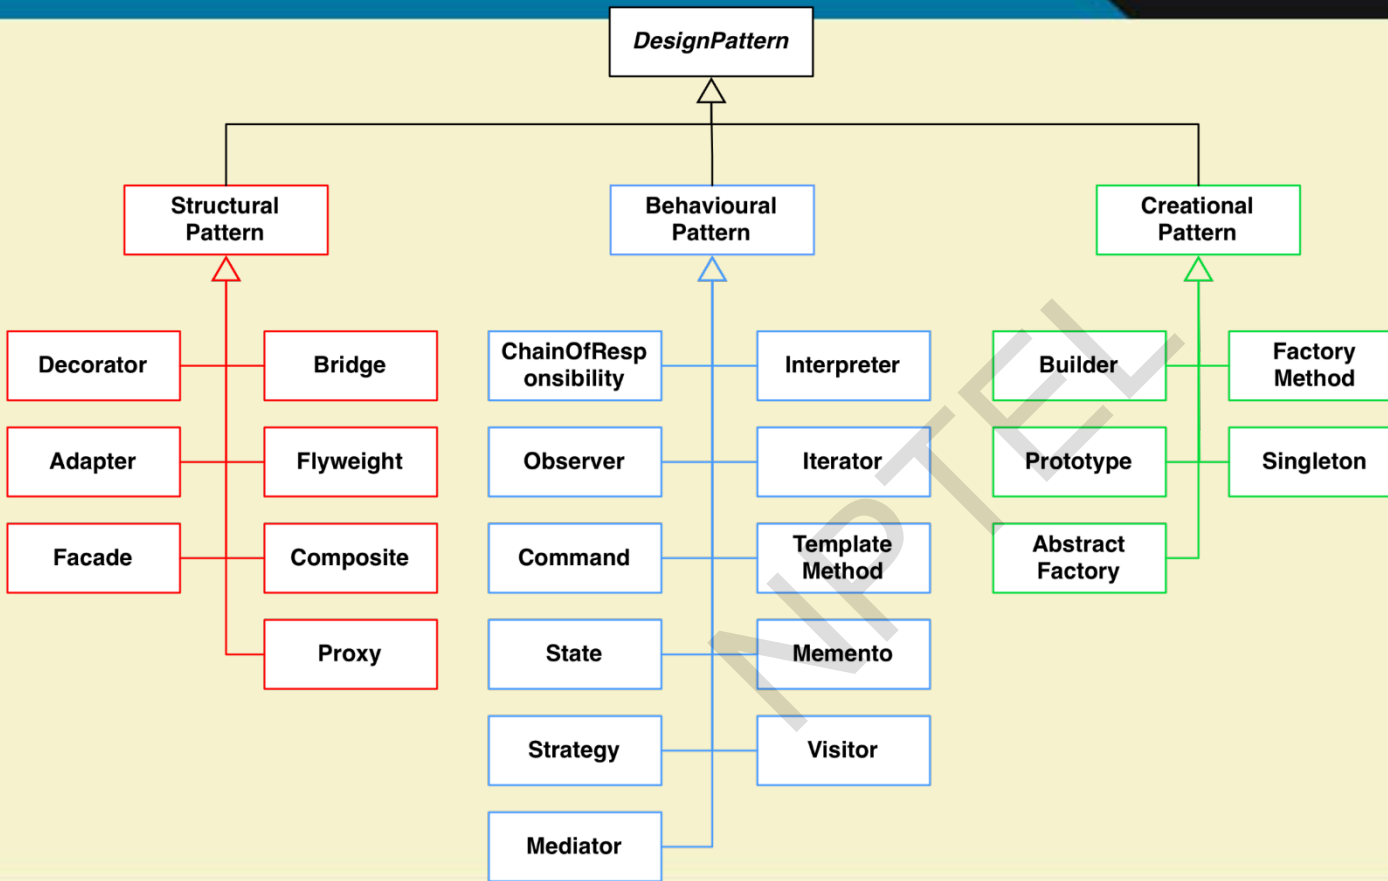 DesignPattern
Structural
Pattern
Behavioural
Pattern
Creational
Pattern
Decorator
Bridge
ChainOfResp
onsibility
Interpreter
Builder
Factory
Method
Adapter
Flyweight
Observer
Iterator
Prototype
Singleton
Facade
Composite
Command
Template
Method
Abstract
Factory
Proxy
State
Memento
Strategy
Visitor
Mediator
NPTEL